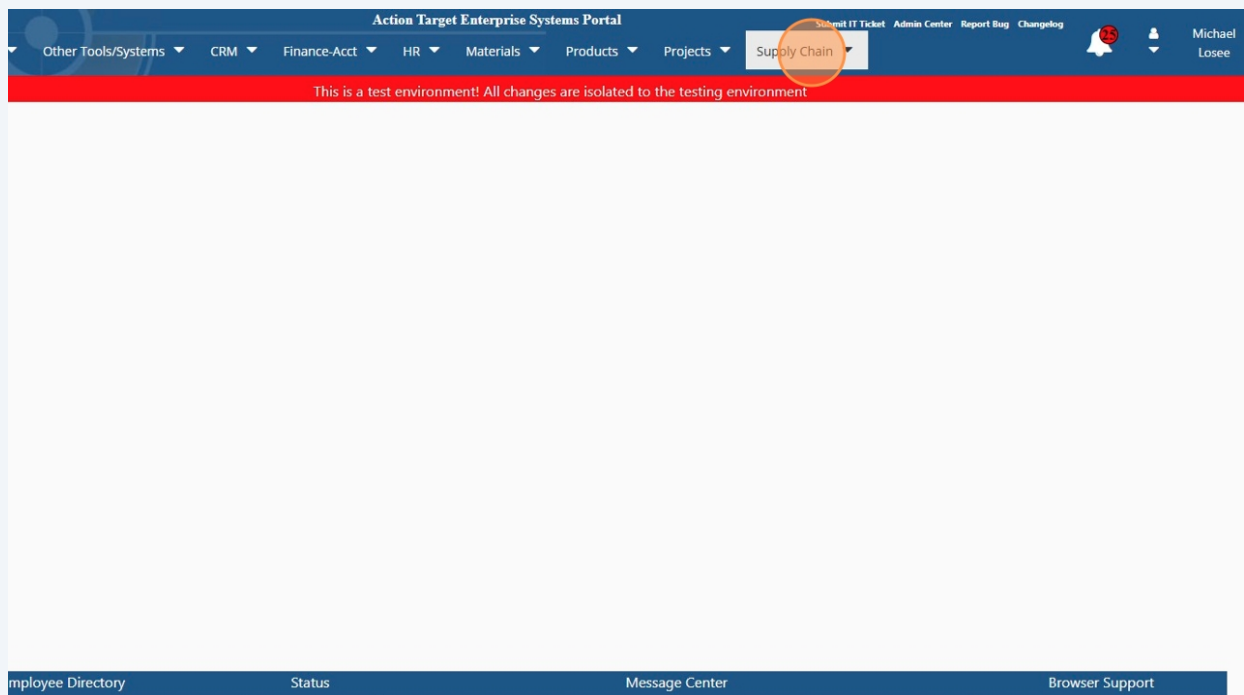 Action Target Enterprise Systems Portal
Submit IT Ticket Admin Center Report Bug Changelog
Other Tools/Systems CRM Finance-Acct HR Materials Products Projects Supply Chain
25
Michael
Losee
This is a test environment! All changes are isolated to the testing environment
mployee Directory Status Message Center Browser Support